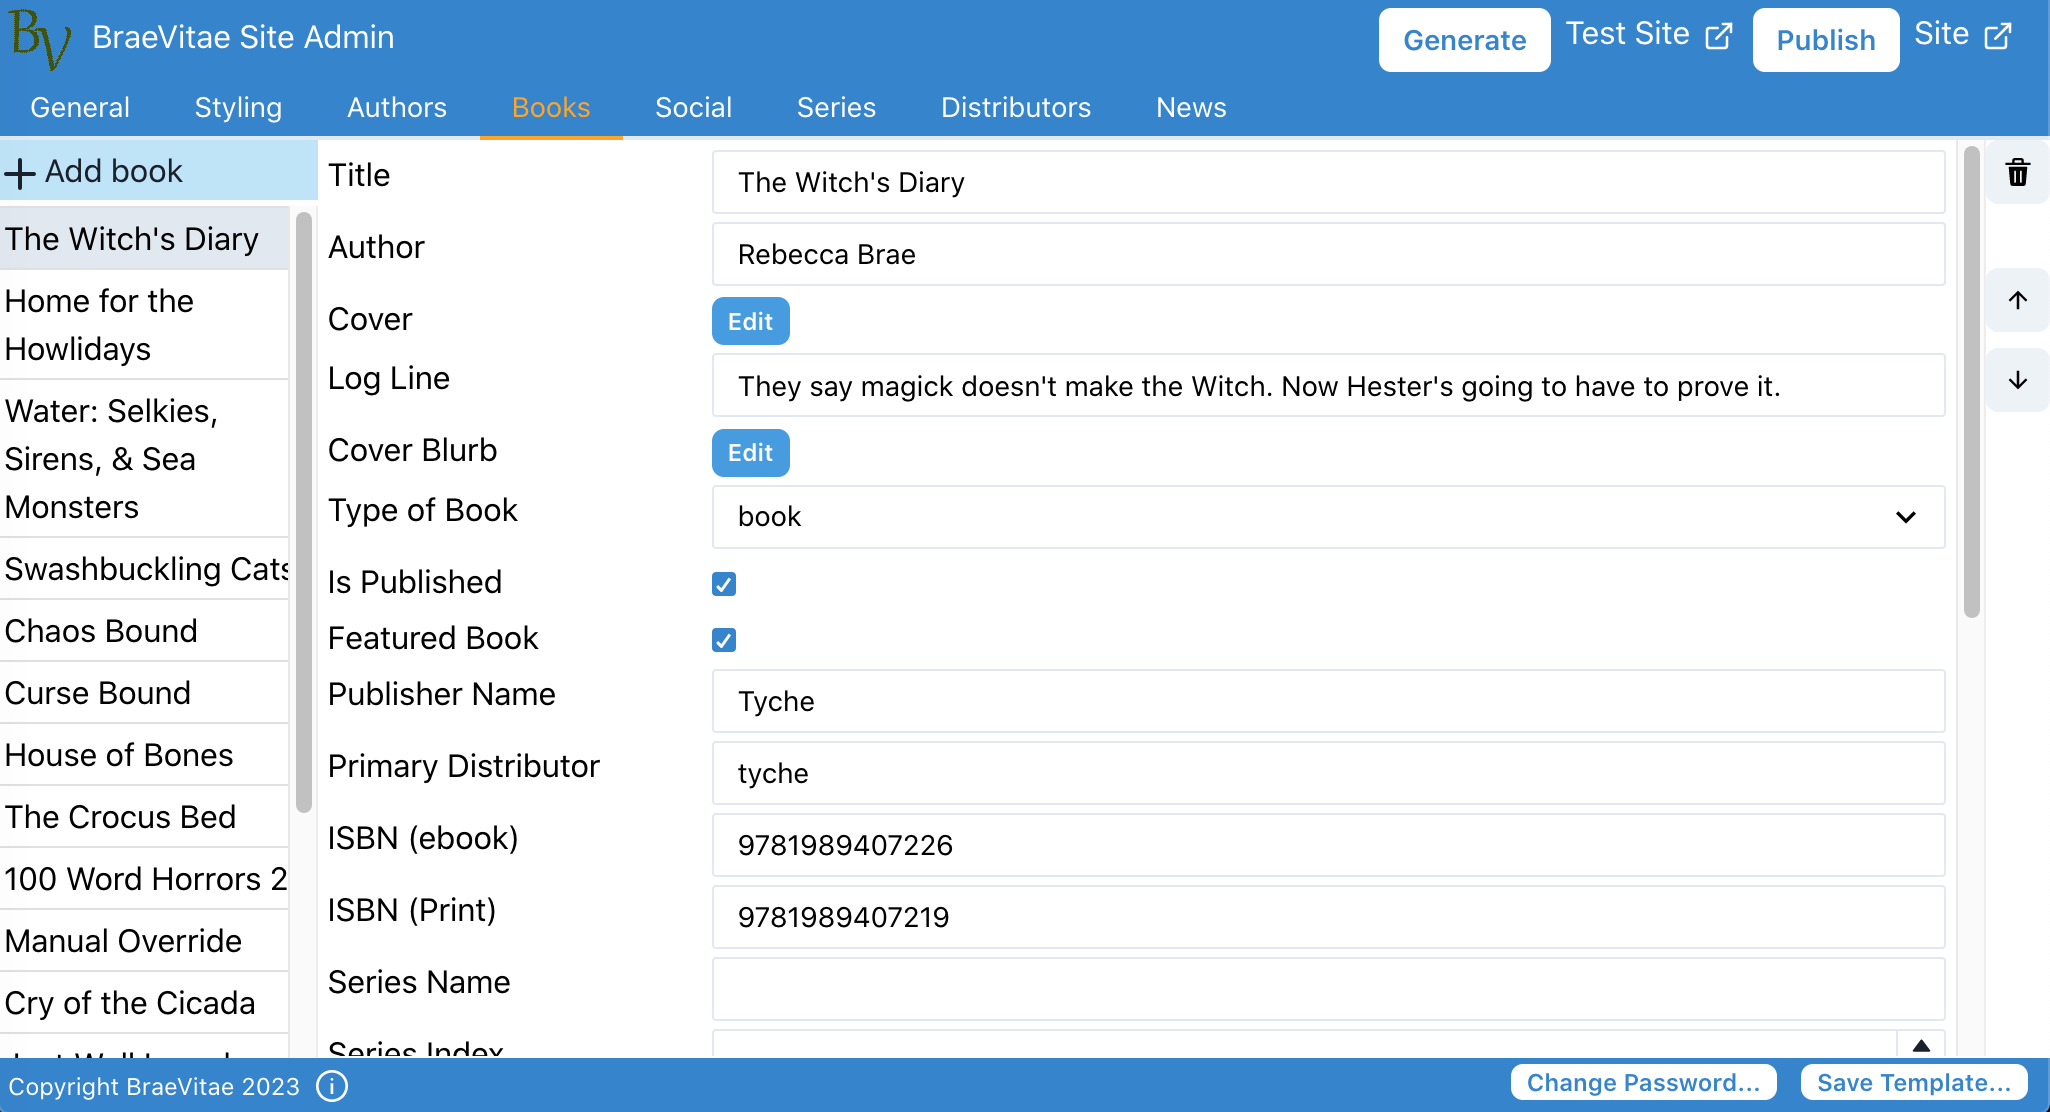 BV BraeVitae Site Admin
Generate Test Site Publish Site
General Styling Authors Books Social Series Distributors News
Add book
The Witch's Diary
Home for the
Howlidays
Water: Selkies,
Sirens, & Sea
Monsters
Swashbuckling Cats
Chaos Bound
Curse Bound
House of Bones
The Crocus Bed
100 Word Horrors 2
Manual Override
Cry of the Cicada
Title The Witch's Diary
Author Rebecca Brae
Cover Edit
Log Line They say magick doesn't make the Witch. Now Hester's going to have to prove it.
Cover Blurb Edit
Type of Book book
Is Published
Featured Book
Publisher Name Tyche
Primary Distributor tyche
ISBN (ebook) 9781989407226
ISBN (Print) 9781989407219
Series Name
Series Index
Copyright BraeVitae 2023
Change Password... Save Template...